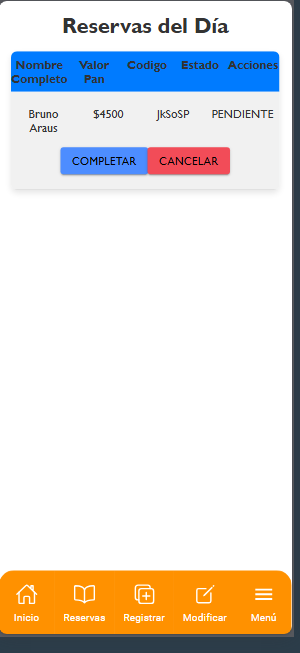 Reservas del Día
Nombre Completo Valor Pan Codigo Estado Acciones
Bruno Araus $4500 JkSoSP PENDIENTE
COMPLETAR CANCELAR
Inicio Reservas Registrar Modificar Menú